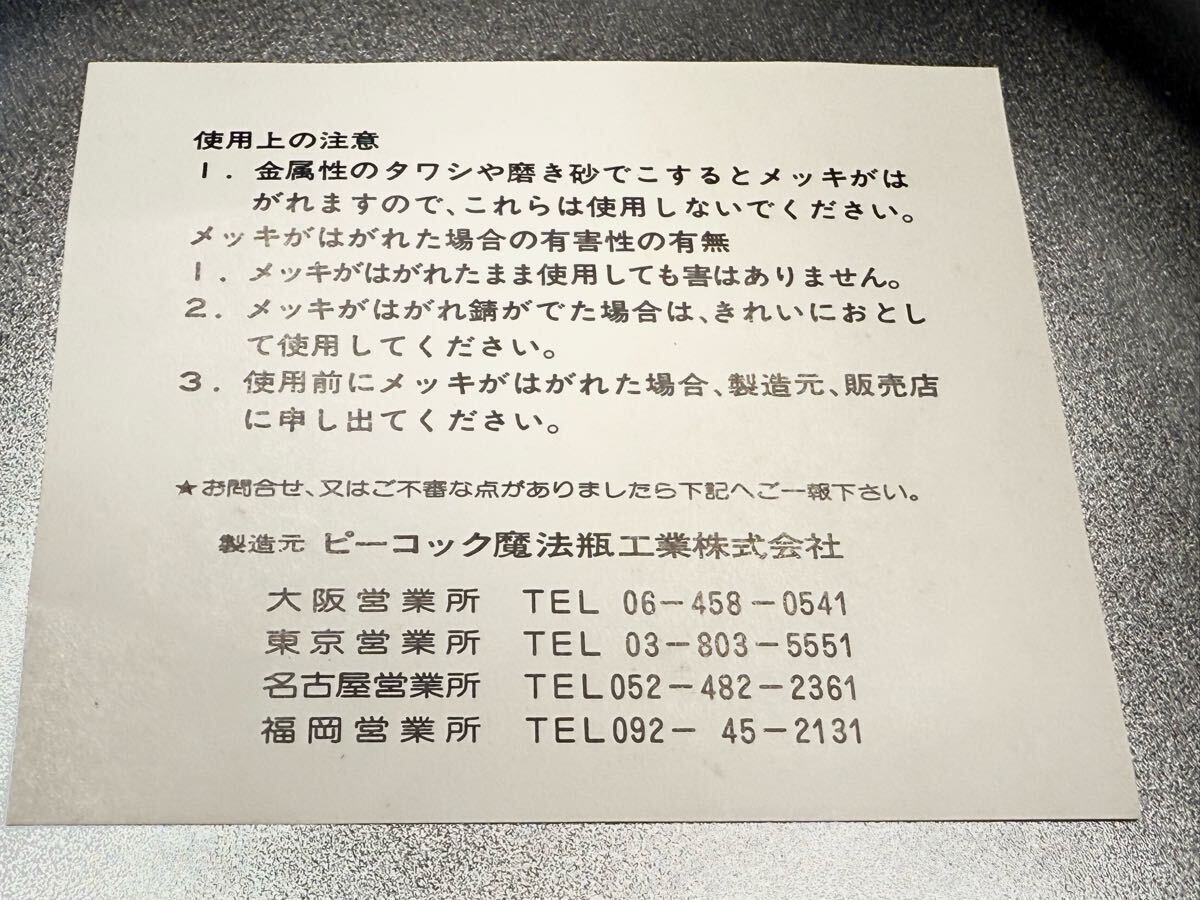 使用上の注意
1. 金属性のタワシや磨き砂でこするとメッキがは
がれますので、これらは使用しないでください。
メッキがはがれた場合の有害性の有無
1. メッキがはがれたまま使用しても害はありません。
2. メッキがはがれ錆がでた場合は、きれいにおとし
て使用してください。
3. 使用前にメッキがはがれた場合、製造元、販売店
に申し出てください。
★お問合せ、又はご不審な点がありましたら下記へご一報下さい。
製造元 ピーコック魔法瓶工業株式会社
大阪営業所 TEL 06-458-0541
東京営業所 TEL 03-803-5551
名古屋営業所 TEL052-482-2361
福岡営業所 TEL092- 45-2131